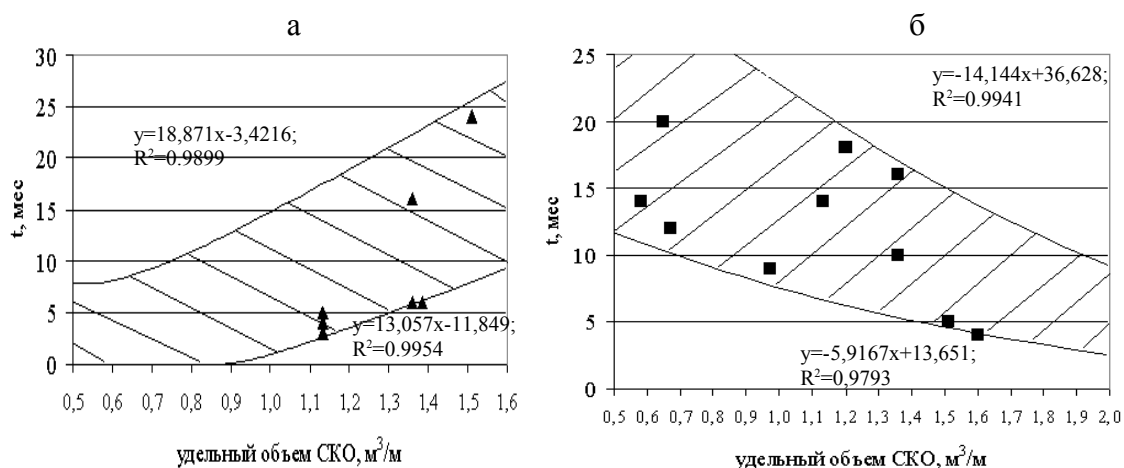 а
t, мес
30
25
20
15
10
5
0
y=18,871x-3,4216;
R²=0.9899
y=13,057x-11,849;
R²=0.9954
0,5 0,6 0,7 0,8 0,9 1,0 1,1 1,2 1,3 1,4 1,5 1,6
удельный объем СКО, м³/м
б
t, мес
25
20
15
10
5
0
y=-14,144x+36,628;
R²=0.9941
y=-5,9167x+13,651;
R²=0,9793
0,5 0,6 0,7 0,8 0,9 1,0 1,1 1,2 1,3 1,4 1,5 1,6 1,7 1,8 1,9 2,0
удельный объем СКО, м³/м